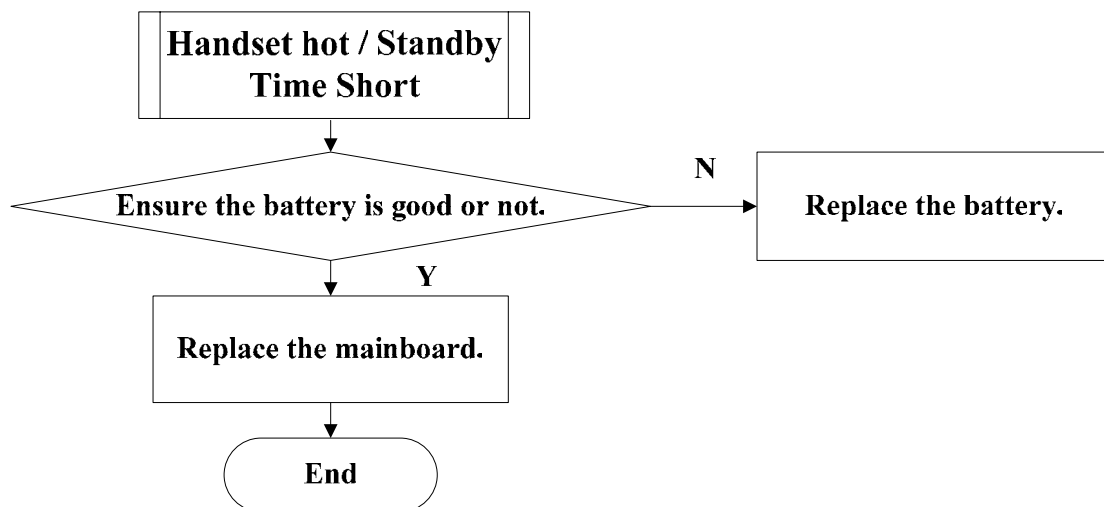 Handset hot / Standby
Time Short
Ensure the battery is good or not.
N
Replace the battery.
Y
Replace the mainboard.
End